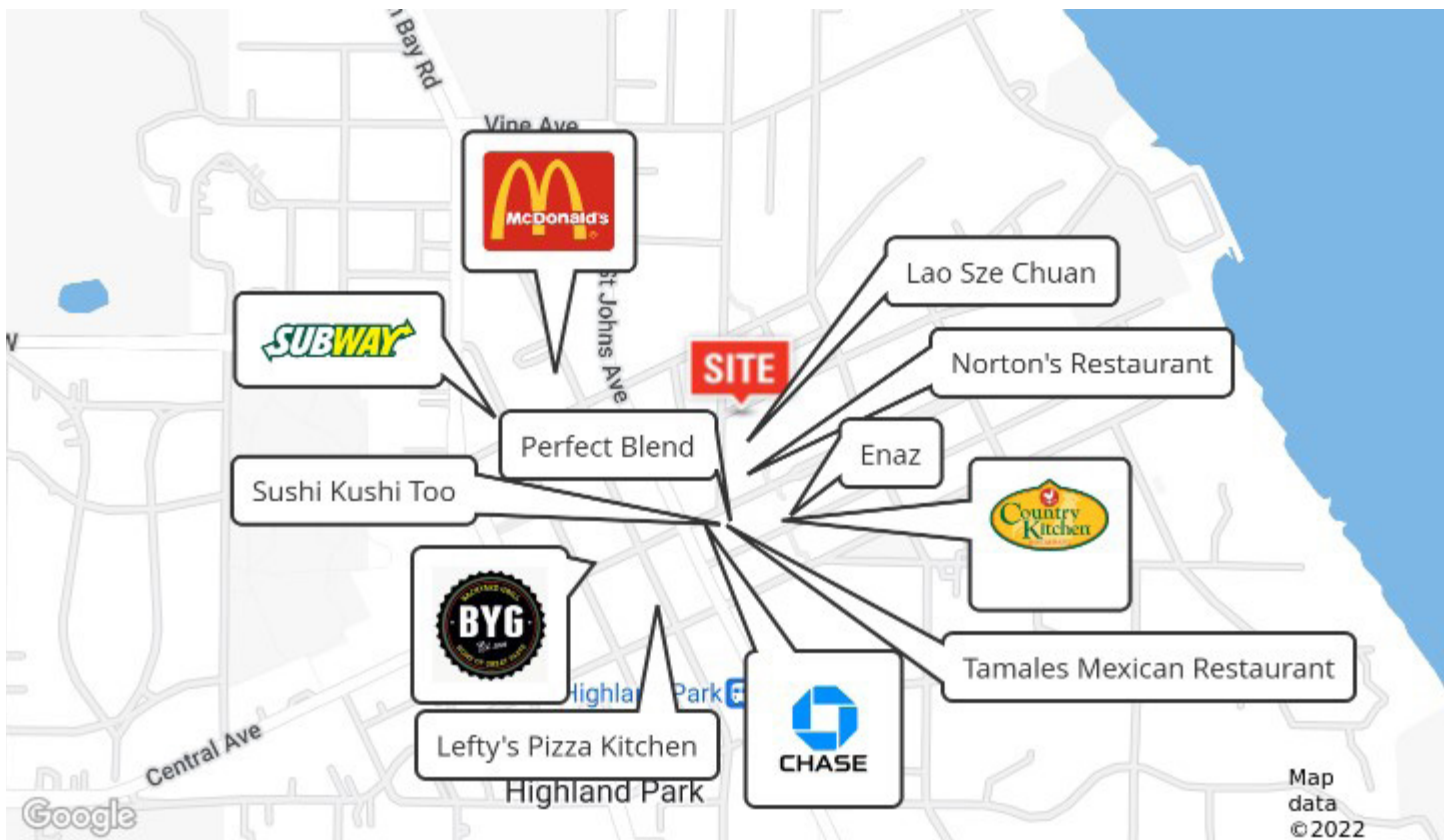 Bay Rd
Vine Ave
McDonald's
Lao Sze Chuan
St Johns Ave
SUBWAY
W
SITE
Norton's Restaurant
Perfect Blend
Enaz
Sushi Kushi Too
Country
Kitchen
BYG
Tamales Mexican Restaurant
Park
Lefty's Pizza Kitchen
CHASE
Central Ave
Highland Park
Google
Map
data
©2022